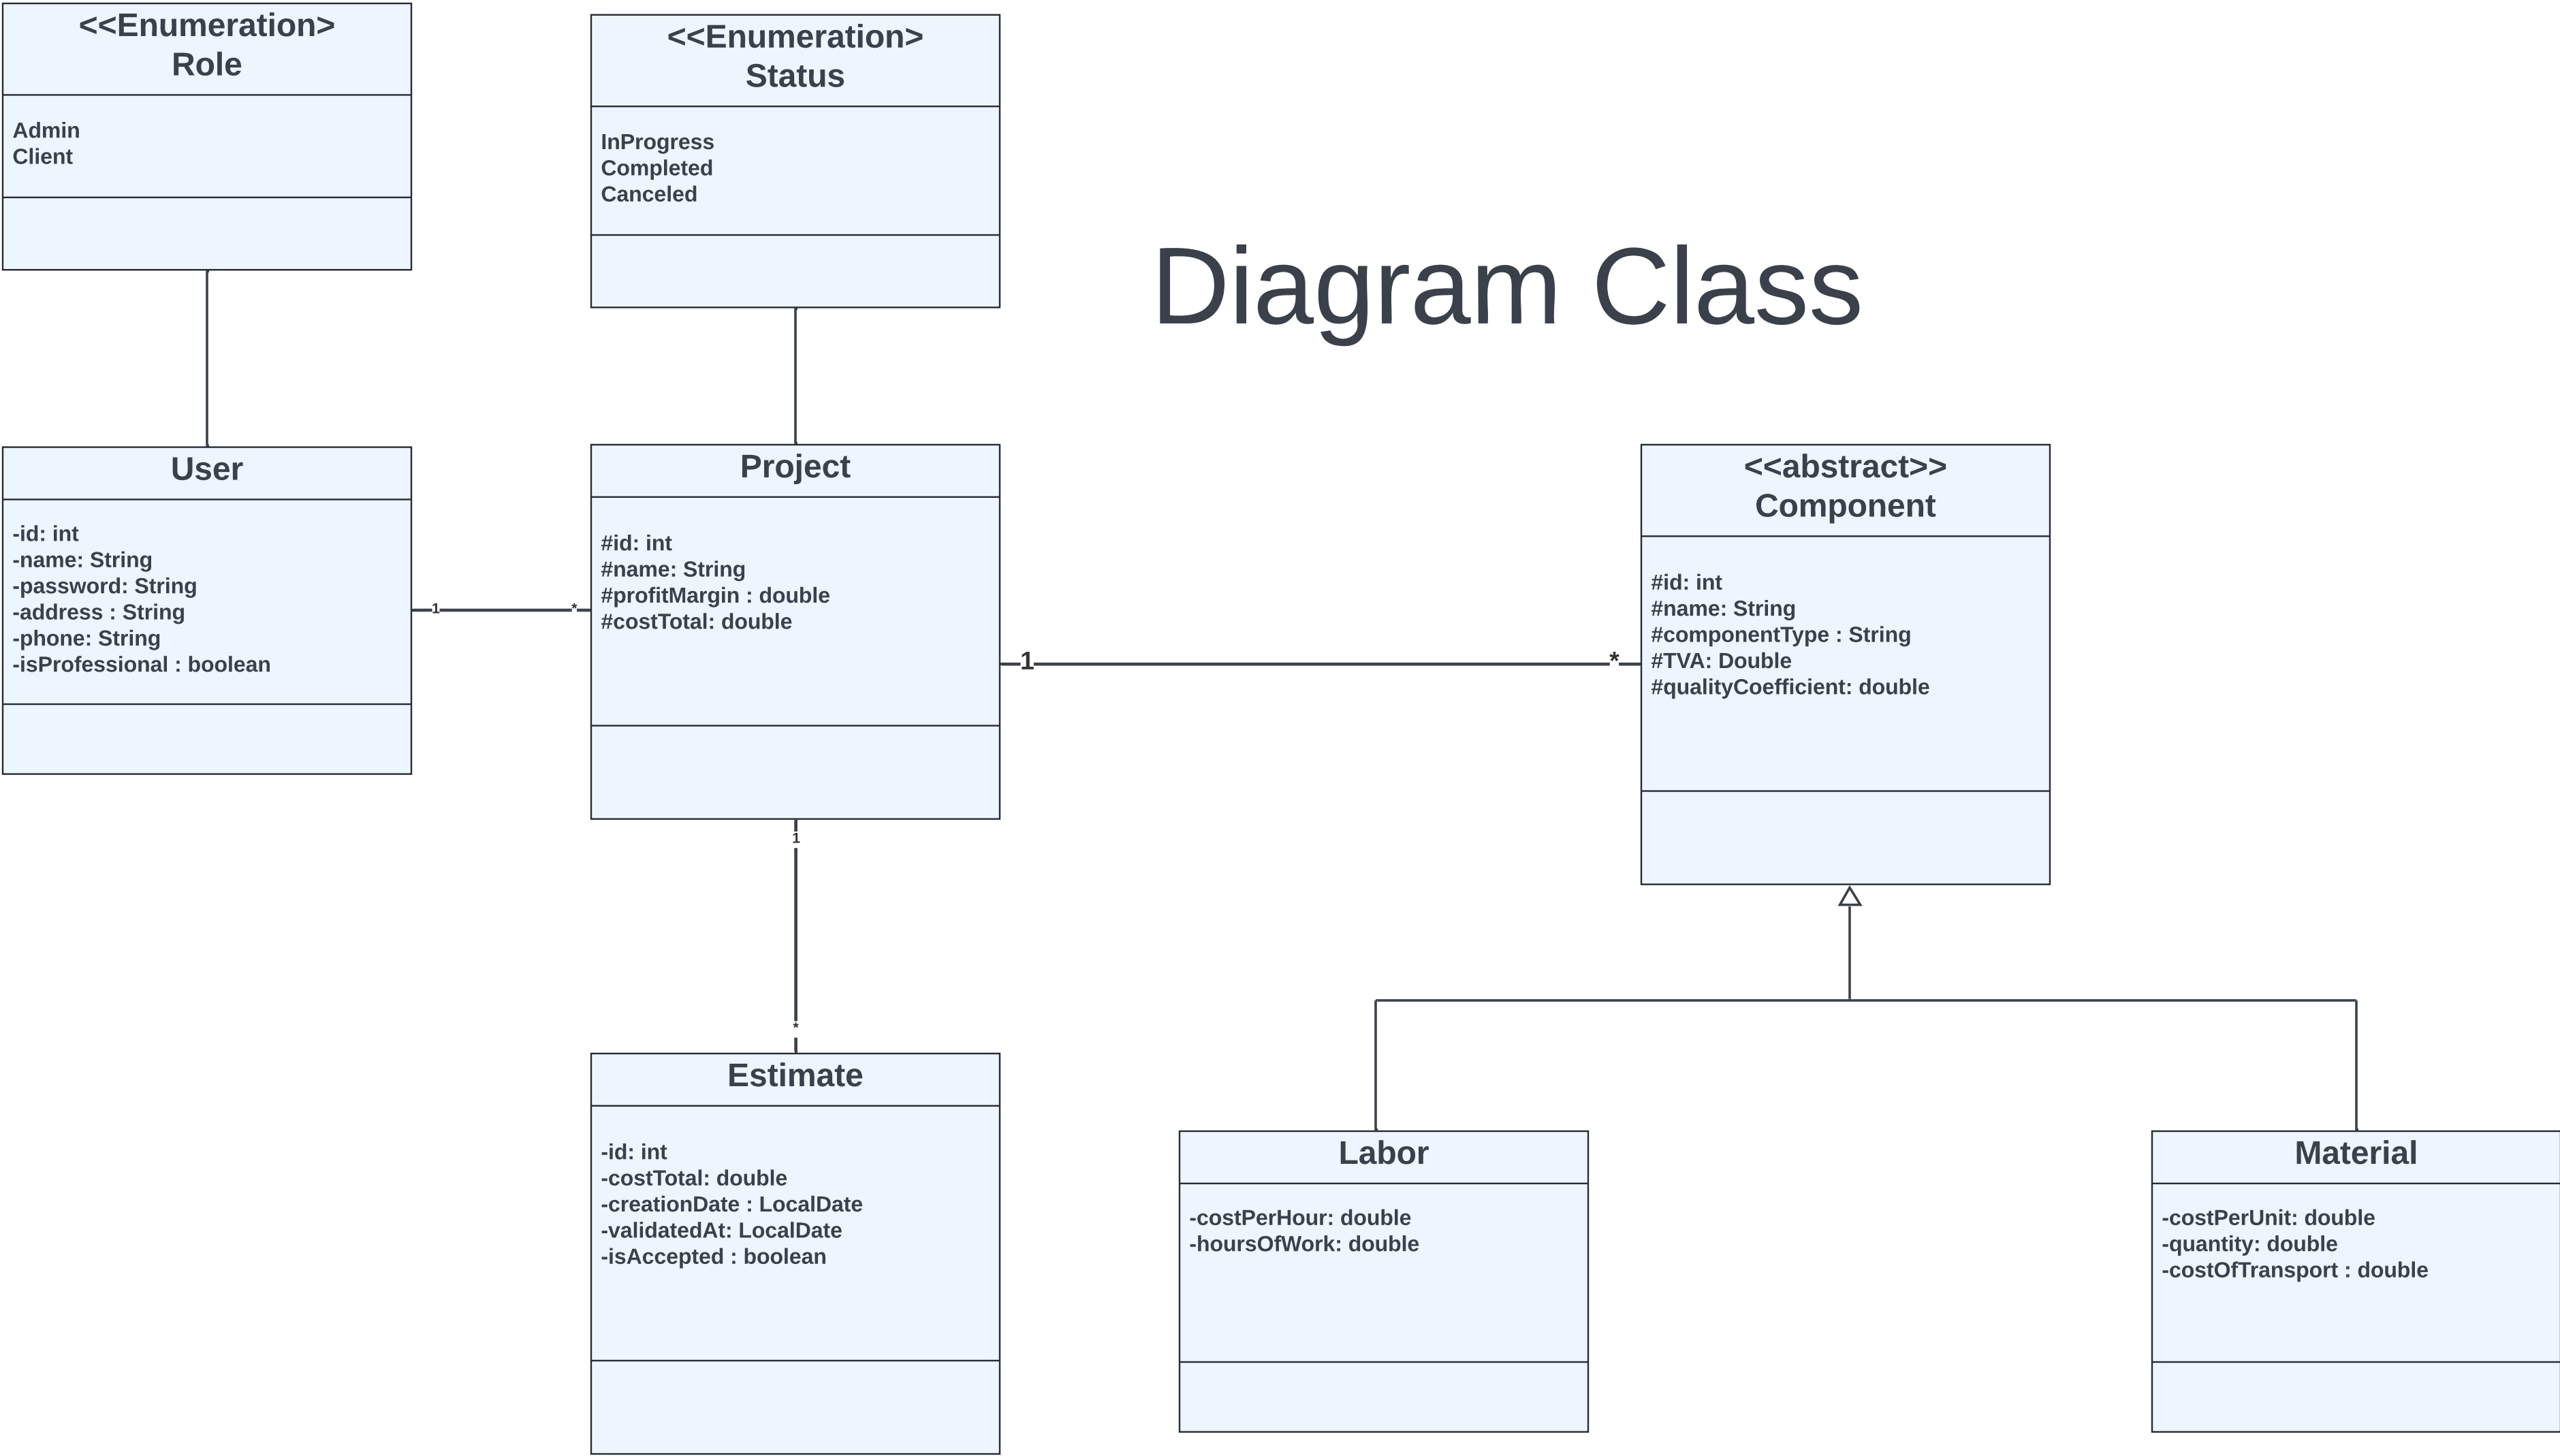 <<Enumeration>
Role
Admin
Client
<<Enumeration>
Status
InProgress
Completed
Canceled
Diagram Class
User
-id: int
-name: String
-password: String
-address : String
-phone: String
-isProfessional : boolean
1
*
Project
#id: int
#name: String
#profitMargin : double
#costTotal: double
1
*
<<abstract>>
Component
#id: int
#name: String
#componentType : String
#TVA: Double
#qualityCoefficient: double
1
*
Estimate
-id: int
-costTotal: double
-creationDate : LocalDate
-validatedAt: LocalDate
-isAccepted : boolean
Labor
-costPerHour: double
-hoursOfWork: double
Material
-costPerUnit: double
-quantity: double
-costOfTransport : double